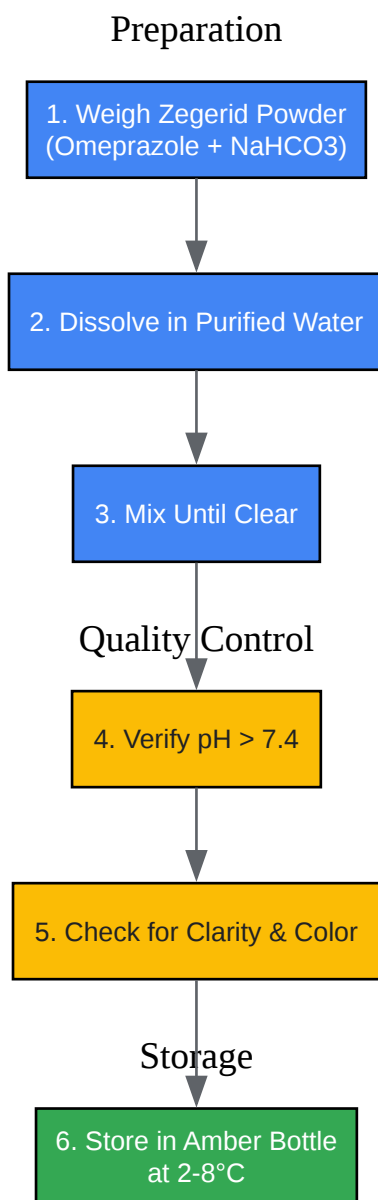 Preparation
1. Weigh Zegerid Powder
(Omeprazole + NaHCO3)
2. Dissolve in Purified Water
3. Mix Until Clear
Quality Control
4. Verify pH > 7.4
5. Check for Clarity & Color
Storage
6. Store in Amber Bottle
at 2-8°C